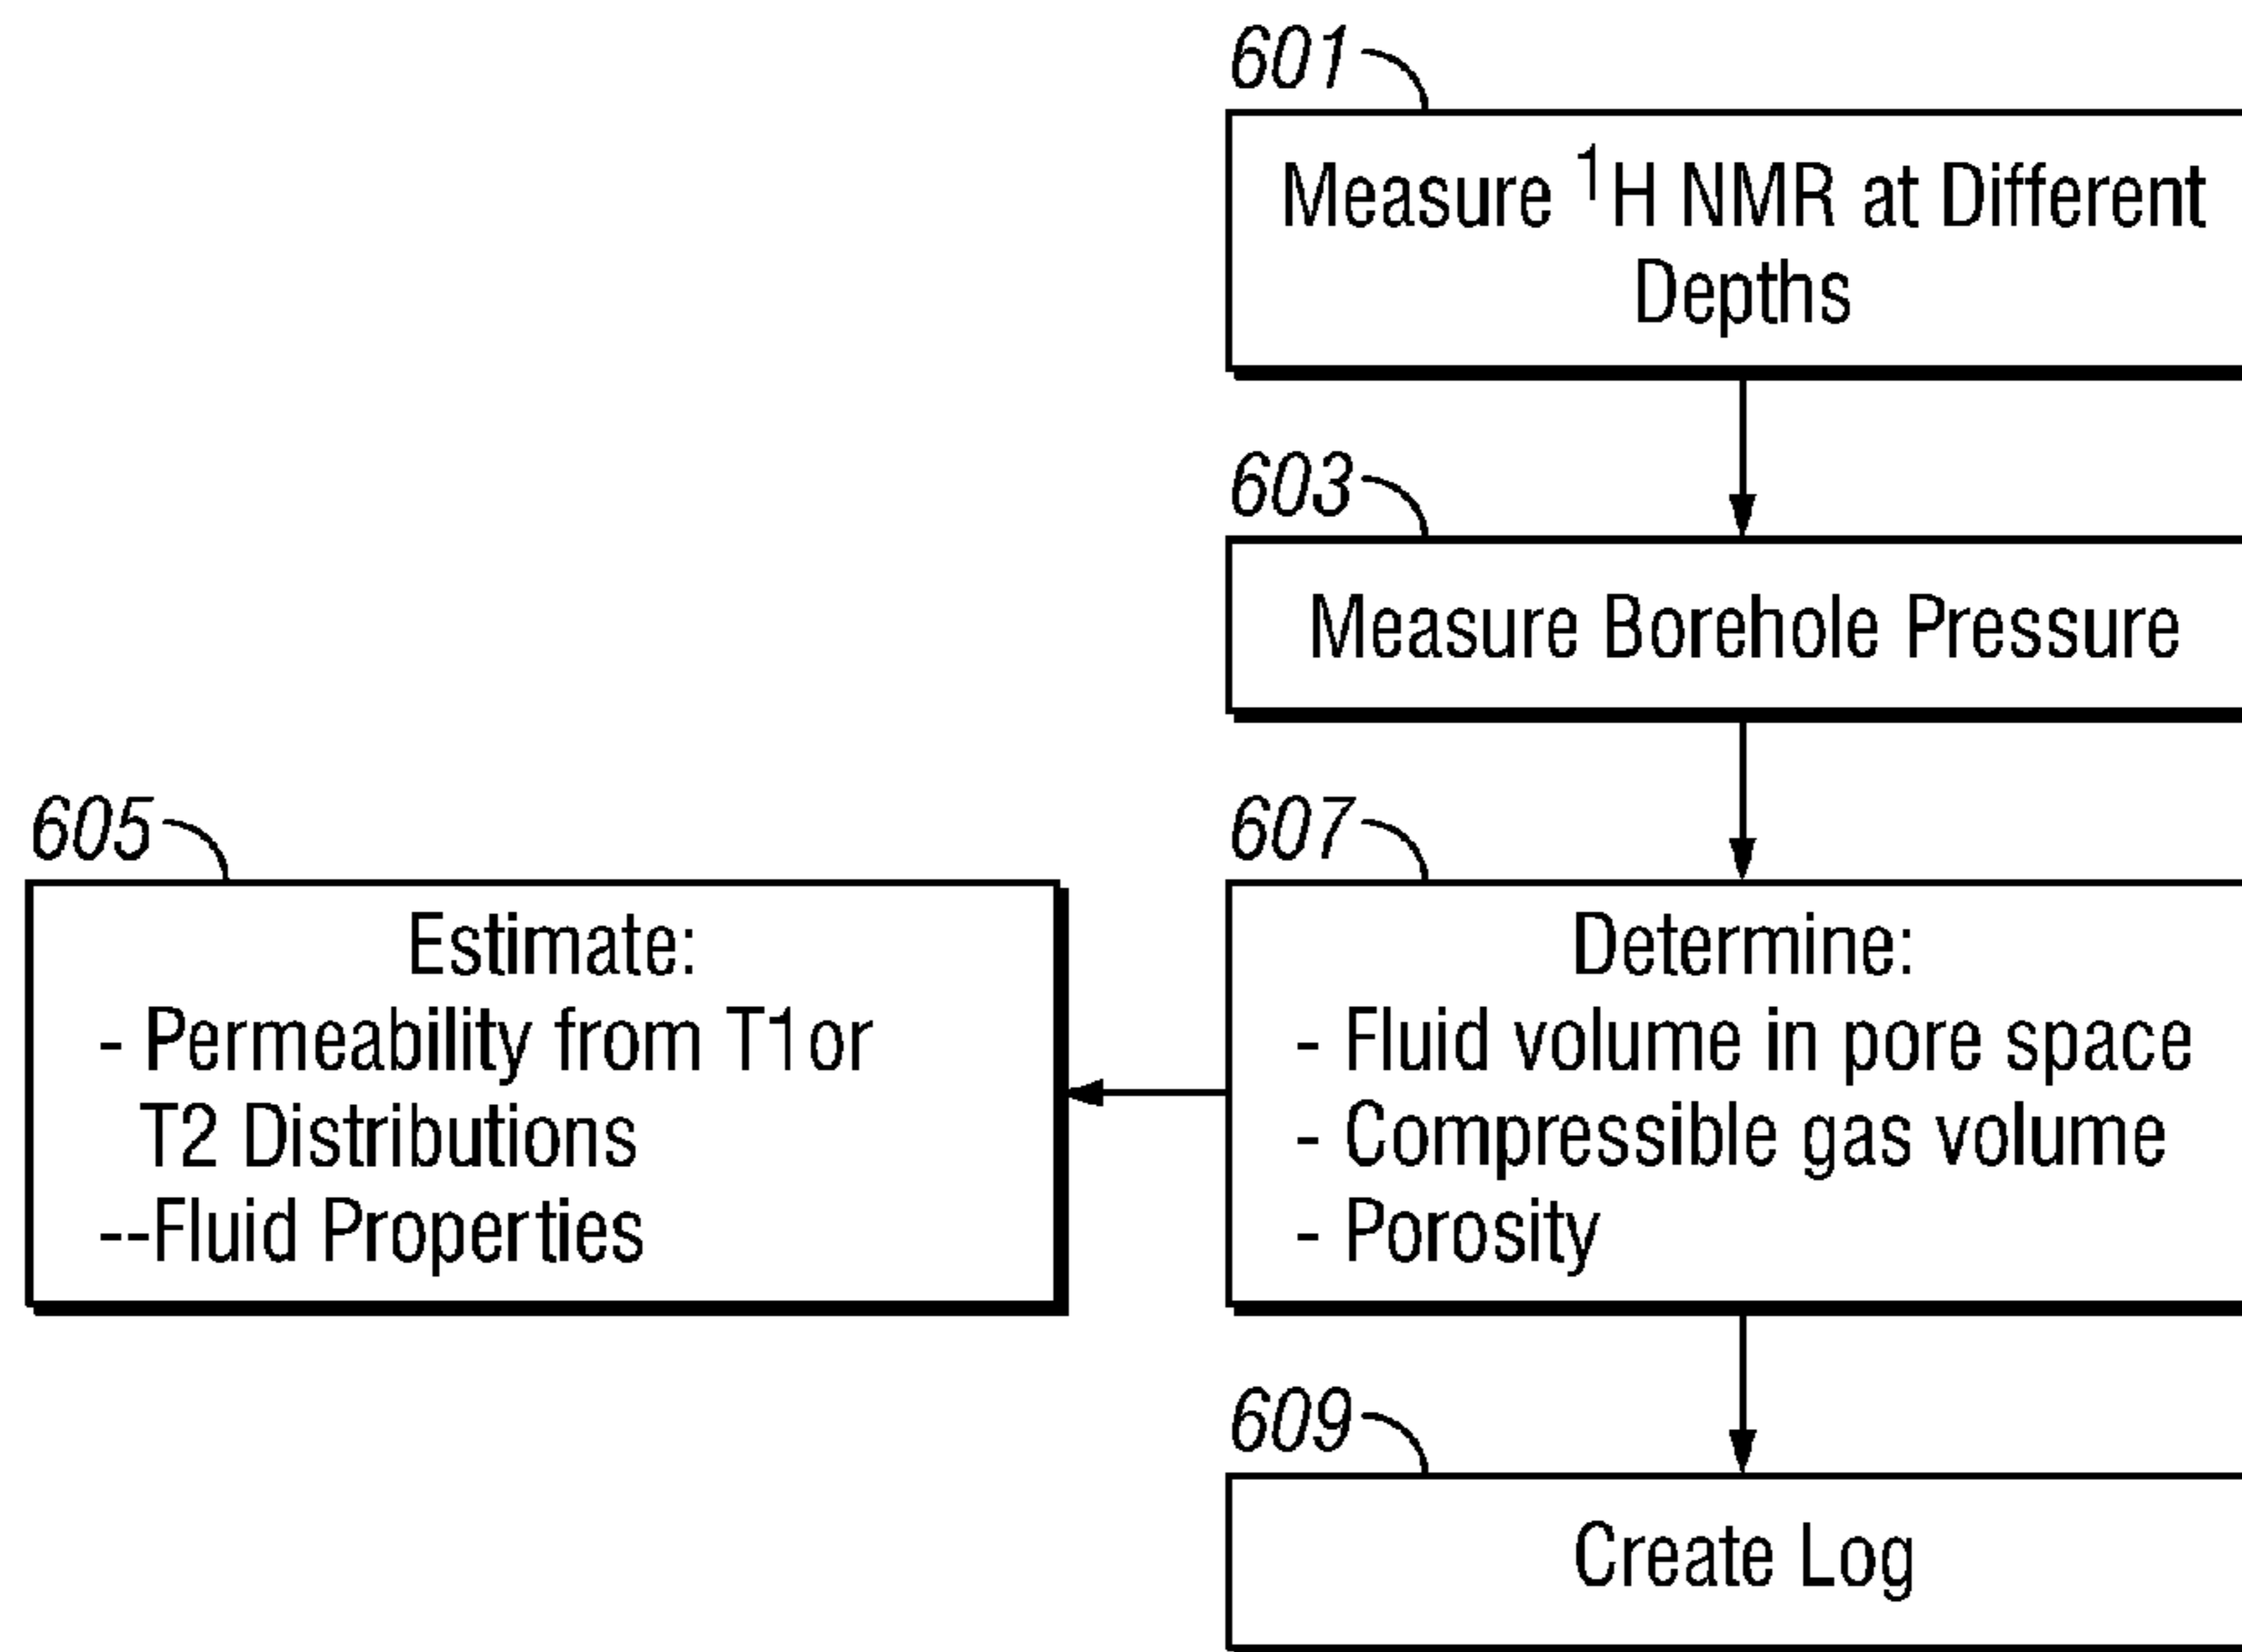 601
Measure ¹H NMR at Different
Depths
603
Measure Borehole Pressure
605
Estimate:
- Permeability from T1or
T2 Distributions
--Fluid Properties
607
Determine:
- Fluid volume in pore space
- Compressible gas volume
- Porosity
609
Create Log